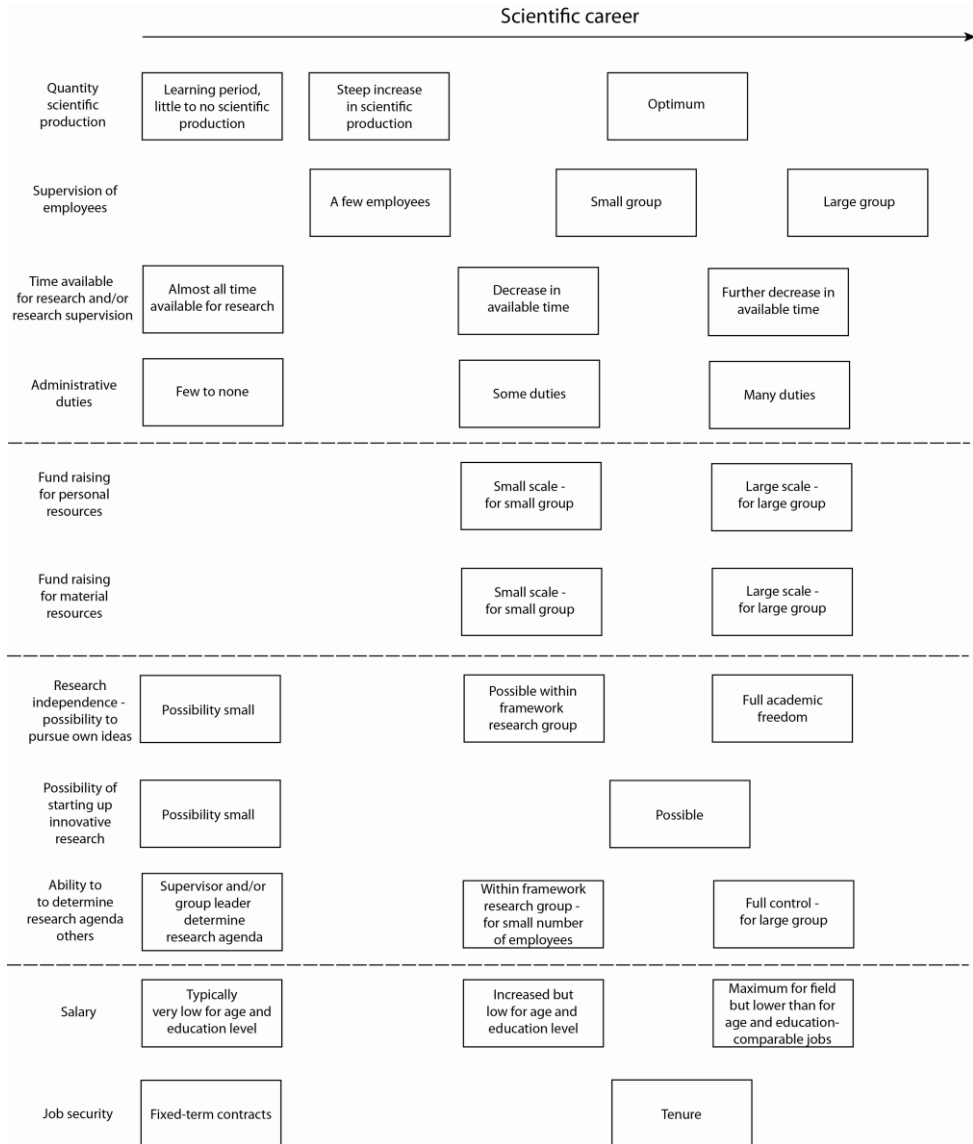 Scientific career
Quantity
scientific
production
Learning period,
little to no scientific
production
Steep increase
in scientific
production
Optimum
Supervision of
employees
A few employees
Small group
Large group
Time available
for research and/or
research supervision
Almost all time
available for research
Decrease in
available time
Further decrease in
available time
Administrative
duties
Few to none
Some duties
Many duties
Fund raising
for personal
resources
Small scale -
for small group
Large scale -
for large group
Fund raising
for material
resources
Small scale -
for small group
Large scale -
for large group
Research
independence -
possibility to
pursue own ideas
Possibility small
Possible within
framework
research group
Full academic
freedom
Possibility of
starting up
innovative
research
Possibility small
Possible
Ability to
to determine
research agenda
others
Supervisor and/or
group leader
determine
research agenda
Within framework
research group -
for small number
of employees
Full control -
for large group
Salary
Typically
very low for age and
education level
Increased but
low for age and
education level
Maximum for field
but lower than for
age and education-
comparable jobs
Job security
Fixed-term contracts
Tenure